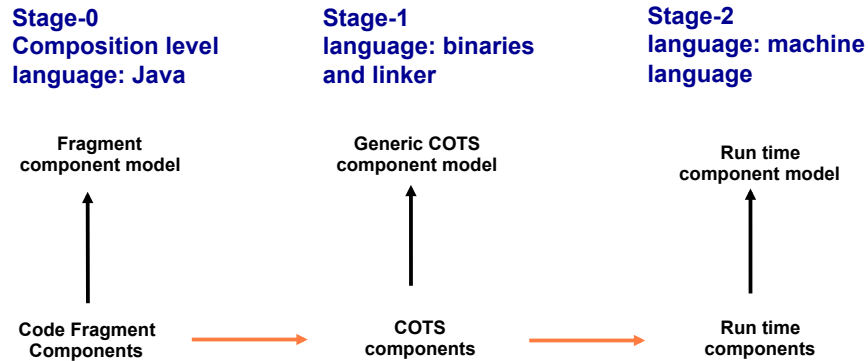 Stage-0
Composition level
language: Java
Stage-1
language: binaries
and linker
Stage-2
language: machine
language
Fragment
component model
Generic COTS
component model
Run time
component model
Code Fragment
Components
COTS
components
Run time
components